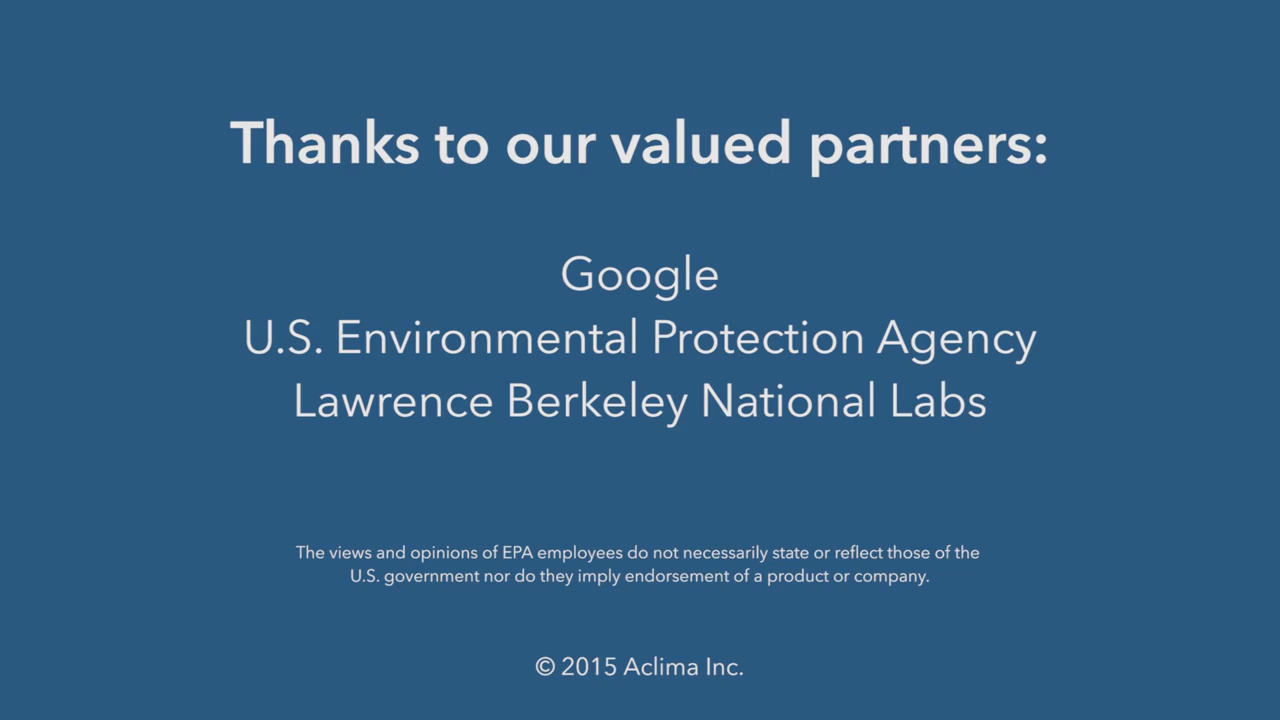 Thanks to our valued partners:
Google
U.S. Environmental Protection Agency
Lawrence Berkeley National Labs
The views and opinions of EPA employees do not necessarily state or reflect those of the
U.S. government nor do they imply endorsement of a product or company.
© 2015 Aclima Inc.